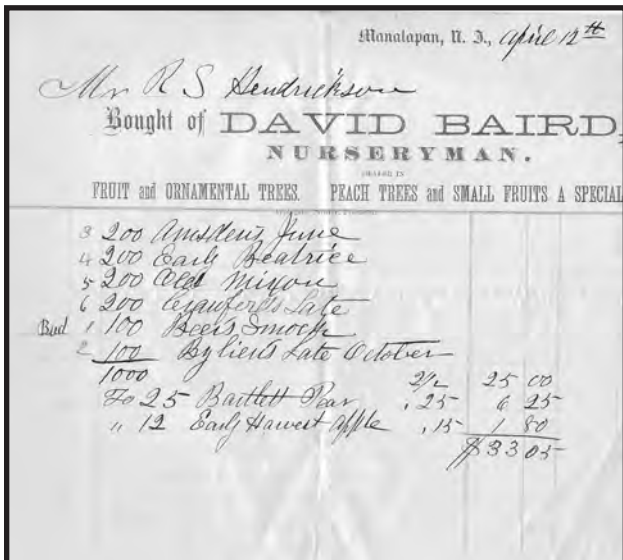 Manalapan, N. J., April 12th
Mr R S Hendrickson
Bought of DAVID BAIRD,
NURSERYMAN.
DEALER IN
FRUIT and ORNAMENTAL TREES. PEACH TREES and SMALL FRUITS A SPECIAL
3 200 Amsden's June
4 200 Early Beatrice
5 200 Old Mixon
6 200 Crawfords Late
Bud 1 100 Beers Smock
2 100 Late October
1000 2½ 25 00
To 25 Bartlett Pear .25 6 25
" 12 Early Harvest apple .15 1 80
$33 05